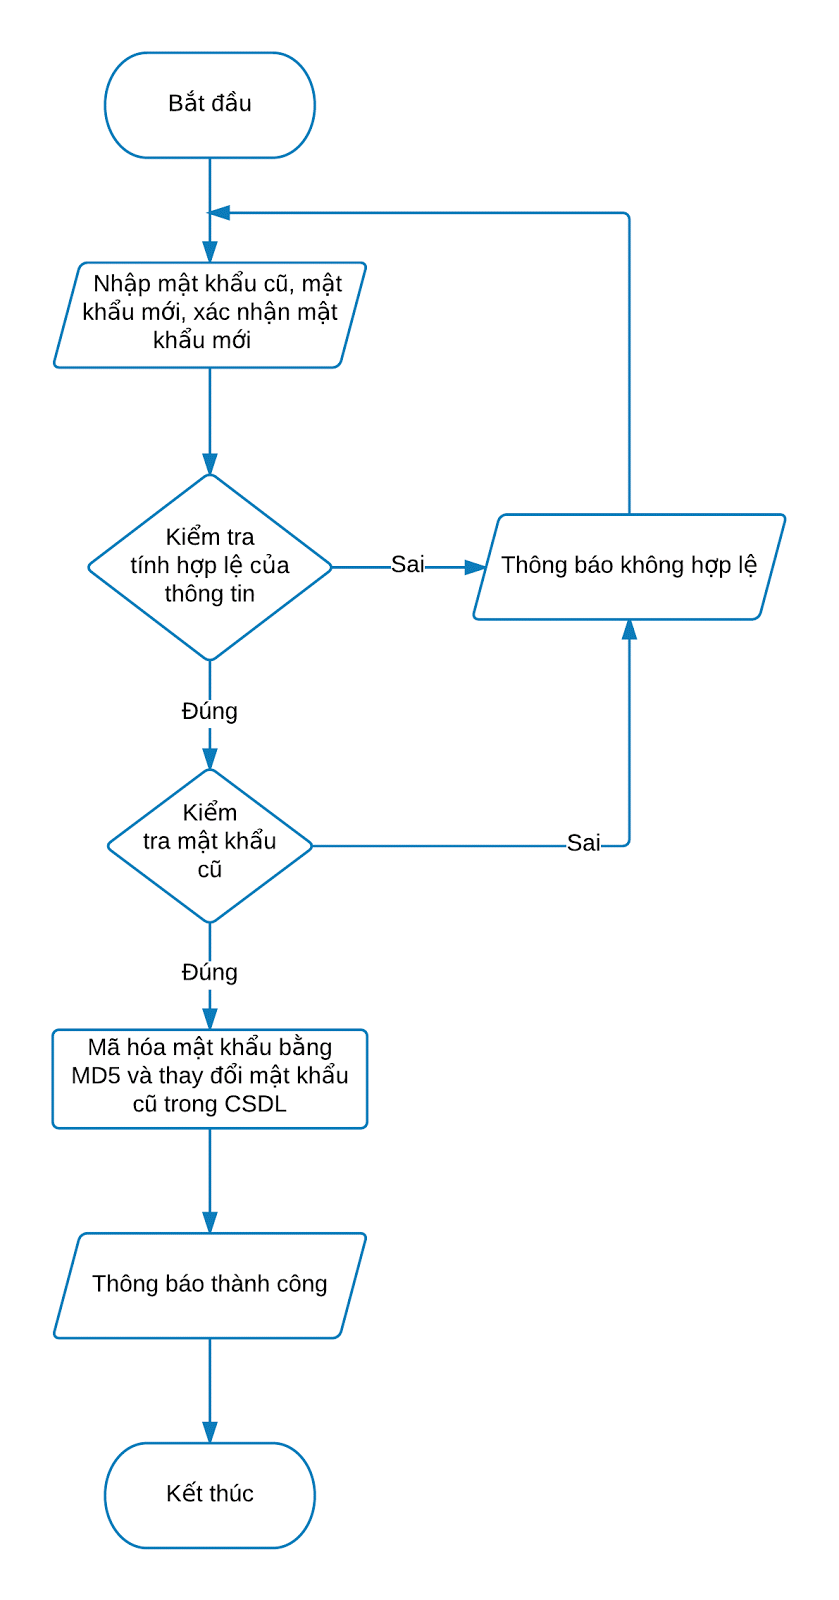 Bắt đầu
Nhập mật khẩu cũ, mật
khẩu mới, xác nhận mật
khẩu mới
Kiểm tra
tính hợp lệ của
thông tin
Sai
Thông báo không hợp lệ
Đúng
Kiểm
tra mật khẩu
cũ
Sai
Đúng
Mã hóa mật khẩu bằng
MD5 và thay đổi mật khẩu
cũ trong CSDL
Thông báo thành công
Kết thúc